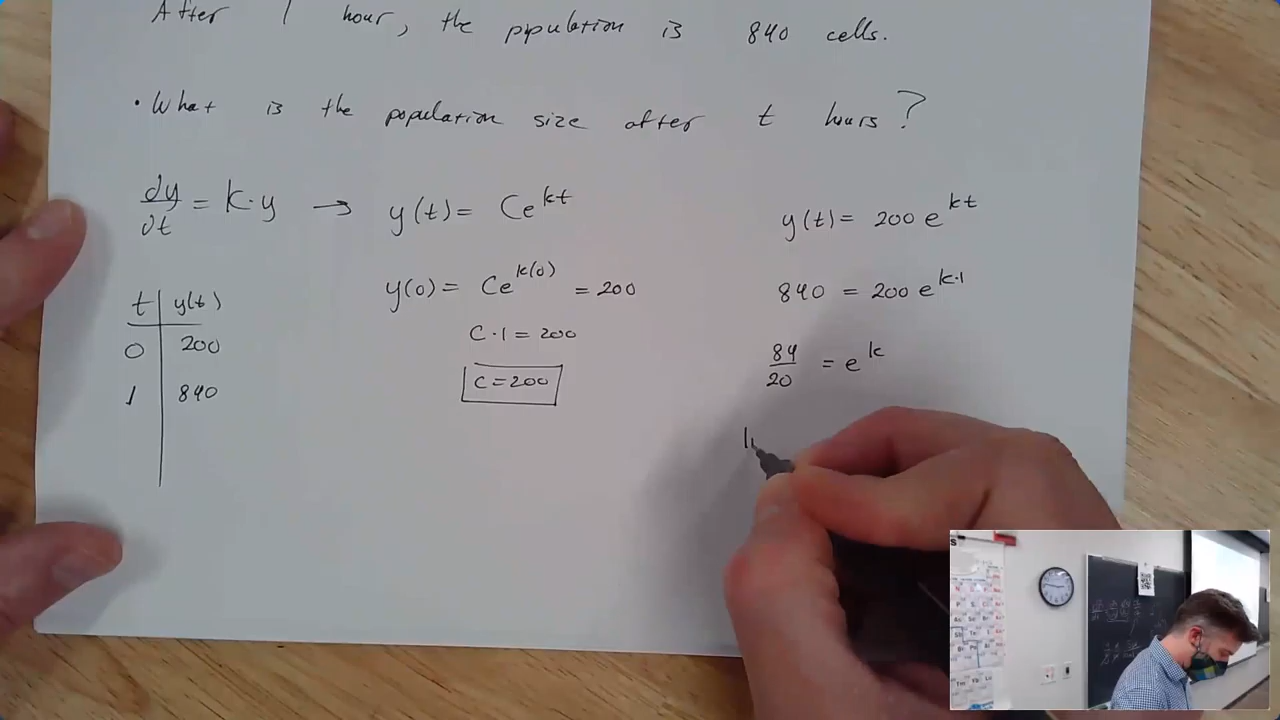 After 1 hour, the population is 840 cells.
• What is the population size after t hours?
dy/dt = k·y → y(t) = Ce^{kt}
y(0) = Ce^{k(0)} = 200
C·1 = 200
C = 200
t | y(t)
0 | 200
1 | 840
y(t) = 200 e^{kt}
840 = 200 e^{k·1}
84/20 = e^k